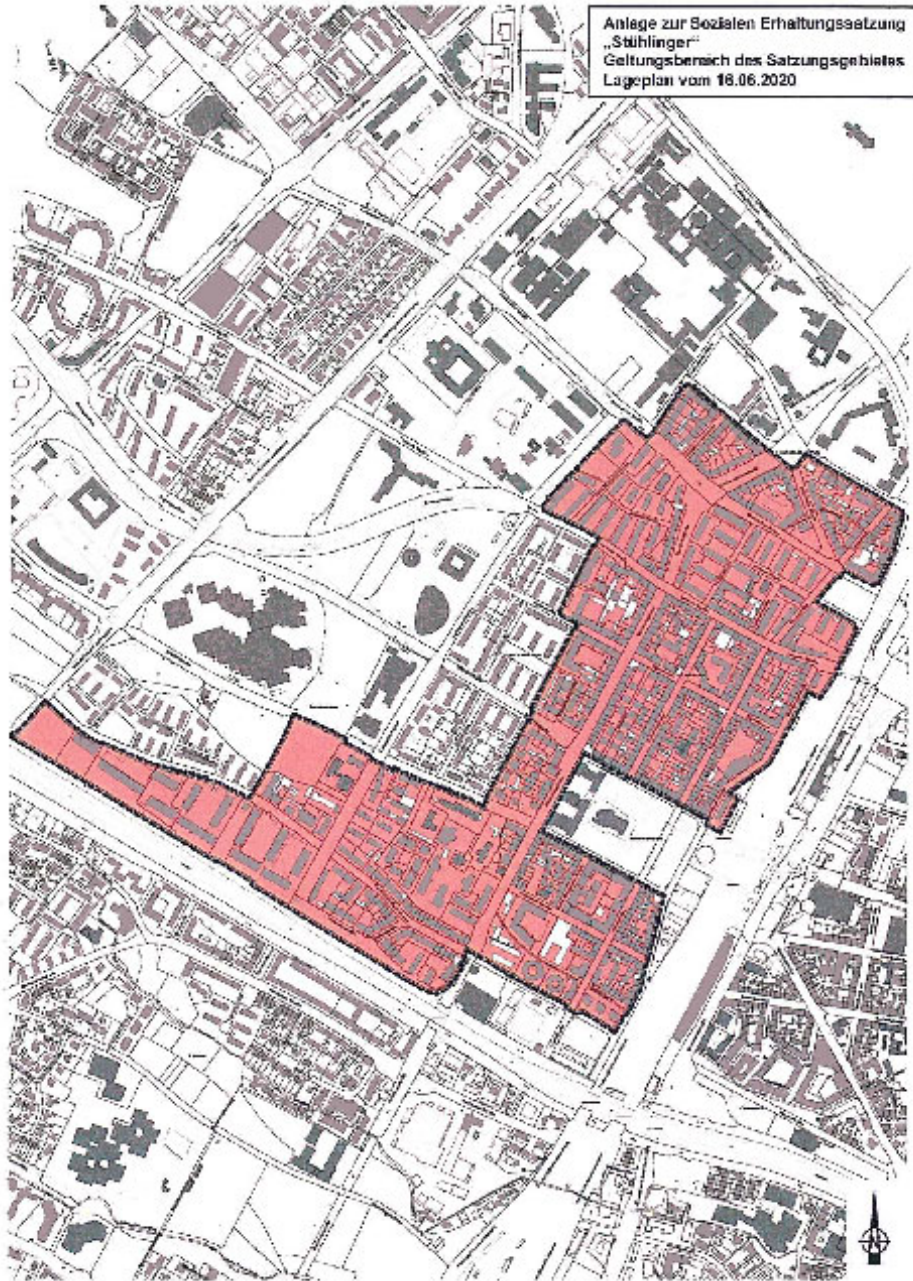 Anlage zur Sozialen Erhaltungssatzung
„Stühlinger“
Geltungsbereich des Satzungsgebietes
Lageplan vom 16.06.2020